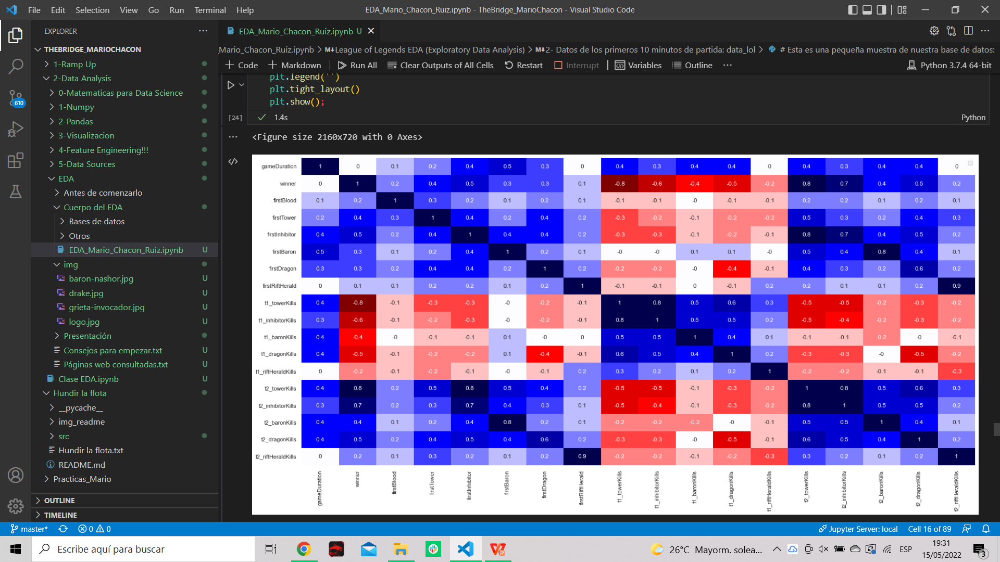 File Edit Selection View Go Run Terminal Help
EDA_Mario_Chacon_Ruiz.ipynb - TheBridge_MarioChacon - Visual Studio Code
EXPLORER
THEBRIDGE_MARIOCHACON
1-Ramp Up
2-Data Analysis
0-Matematicas para Data Science
1-Numpy
2-Pandas
3-Visualizacion
4-Feature Engineering!!!
5-Data Sources
EDA
Antes de comenzarlo
Cuerpo del EDA
Bases de datos
Otros
EDA_Mario_Chacon_Ruiz.ipynb U
img
baron-nashor.jpg U
drake.jpg U
grieta-invocador.jpg U
logo.jpg U
Presentación
Consejos para empezar.txt U
Páginas web consultadas.txt U
Clase EDA.ipynb U
Hundir la flota
__pycache__
img_readme
src
Hundir la flota.txt
README.md
Practicas_Mario
OUTLINE
TIMELINE
610
EDA_Mario_Chacon_Ruiz.ipynb U
_Mario_Chacon_Ruiz.ipynb > M↓League of Legends EDA (Exploratory Data Analysis) > M↓2- Datos de los primeros 10 minutos de partida: data_lol > # Esta es una pequeña muestra de nuestra base de datos:
+ Code + Markdown Run All Clear Outputs of All Cells Restart Interrupt Variables Outline ... Python 3.7.4 64-bit
plt.legend('')
plt.tight_layout()
plt.show();
[24] 1.4s Python
<Figure size 2160x720 with 0 Axes>
gameDuration 1 0 0.1 0.2 0.4 0.5 0.3 0 0.4 0.3 0.4 0.4 0 0.4 0.3 0.4 0.4 0
winner 0 1 0.2 0.4 0.5 0.3 0.3 0.1 -0.8 -0.6 -0.4 -0.5 -0.2 0.8 0.7 0.4 0.5 0.2
firstBlood 0.1 0.2 1 0.3 0.2 0.1 0.2 0.1 -0.1 -0.1 -0 -0.1 -0.1 0.2 0.2 0.1 0.2 0.1
firstTower 0.2 0.4 0.3 1 0.4 0.2 0.4 0.2 -0.3 -0.2 -0.1 -0.2 -0.2 0.5 0.3 0.2 0.4 0.3
firstInhibitor 0.4 0.5 0.2 0.4 1 0.4 0.4 0.2 -0.3 -0.3 -0.1 -0.2 -0.1 0.8 0.7 0.4 0.5 0.2
firstBaron 0.5 0.3 0.1 0.2 0.4 1 0.2 0.1 -0 -0 0.1 0.1 -0 0.5 0.4 0.8 0.4 0.1
firstDragon 0.3 0.3 0.2 0.4 0.4 0.2 1 0.2 -0.2 -0.2 -0 -0.4 -0.1 0.4 0.3 0.2 0.6 0.2
firstRiftHerald 0 0.1 0.1 0.2 0.2 0.1 0.2 1 -0.1 -0.1 0 -0.1 0.2 0.2 0.1 0.1 0.2 0.9
t1_towerKills 0.4 -0.8 -0.1 -0.3 -0.3 -0 -0.2 -0.1 1 0.8 0.5 0.6 0.3 -0.5 -0.5 -0.2 -0.3 -0.2
t1_inhibitorKills 0.3 -0.6 -0.1 -0.2 -0.3 -0 -0.2 -0.1 0.8 1 0.5 0.5 0.2 -0.5 -0.4 -0.2 -0.3 -0.2
t1_baronKills 0.4 -0.4 -0 -0.1 -0.1 0.1 -0 0 0.5 0.5 1 0.4 0.1 -0.1 -0.1 -0.2 -0 -0.1
t1_dragonKills 0.4 -0.5 -0.1 -0.2 -0.2 0.1 -0.4 -0.1 0.6 0.5 0.4 1 0.2 -0.3 -0.3 -0 -0.5 -0.2
t1_riftHeraldKills 0 -0.2 -0.1 -0.2 -0.1 -0 -0.1 0.2 0.3 0.2 0.1 0.2 1 -0.2 -0.2 -0.1 -0.1 -0.3
t2_towerKills 0.4 0.8 0.2 0.5 0.8 0.5 0.4 0.2 -0.5 -0.5 -0.1 -0.3 -0.2 1 0.8 0.5 0.6 0.3
t2_inhibitorKills 0.3 0.7 0.2 0.3 0.7 0.4 0.3 0.1 -0.5 -0.4 -0.1 -0.3 -0.2 0.8 1 0.5 0.5 0.2
t2_baronKills 0.4 0.4 0.1 0.2 0.4 0.8 0.2 0.1 -0.2 -0.2 -0.2 -0 -0.1 0.5 0.5 1 0.4 0.1
t2_dragonKills 0.4 0.5 0.2 0.4 0.5 0.4 0.6 0.2 -0.3 -0.3 -0 -0.5 -0.1 0.6 0.5 0.4 1 0.2
t2_riftHeraldKills 0 0.2 0.1 0.3 0.2 0.1 0.2 0.9 -0.2 -0.2 -0.1 -0.2 -0.3 0.3 0.2 0.1 0.2 1
gameDuration winner firstBlood firstTower firstInhibitor firstBaron firstDragon firstRiftHerald t1_towerKills t1_inhibitorKills t1_baronKills t1_dragonKills t1_riftHeraldKills t2_towerKills t2_inhibitorKills t2_baronKills t2_dragonKills t2_riftHeraldKills
master* 0 0 Jupyter Server: local Cell 16 of 89
Escribe aquí para buscar
26°C Mayorm. solea... ESP
19:31
15/05/2022
3